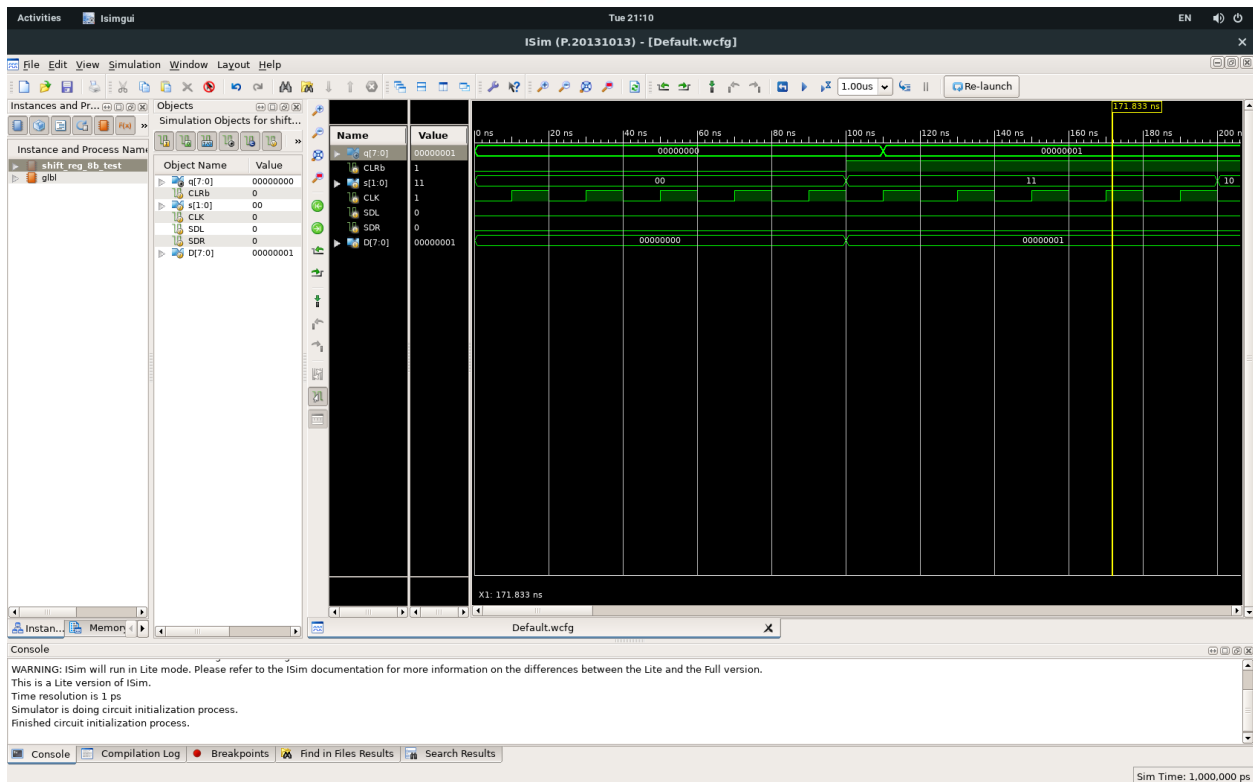 Activities Isimgui Tue 21:10 EN
ISim (P.20131013) - [Default.wcfg]
File Edit View Simulation Window Layout Help
1.00us Re-launch
Instances and Pr...
Instance and Process Name
shift_reg_8b_test
glbl
Instan... Memory
Objects
Simulation Objects for shift...
Object Name Value
q[7:0] 00000000
CLRb 0
s[1:0] 00
CLK 0
SDL 0
SDR 0
D[7:0] 00000001
171.833 ns
Name Value 0 ns 20 ns 40 ns 60 ns 80 ns 100 ns 120 ns 140 ns 160 ns 180 ns 200 n
q[7:0] 00000001 00000000 00000001
CLRb 1
s[1:0] 11 00 11 10
CLK 1
SDL 0
SDR 0
D[7:0] 00000001 00000000 00000001
X1: 171.833 ns
Default.wcfg
Console
WARNING: ISim will run in Lite mode. Please refer to the ISim documentation for more information on the differences between the Lite and the Full version.
This is a Lite version of ISim.
Time resolution is 1 ps
Simulator is doing circuit initialization process.
Finished circuit initialization process.
Console Compilation Log Breakpoints Find in Files Results Search Results
Sim Time: 1,000,000 ps